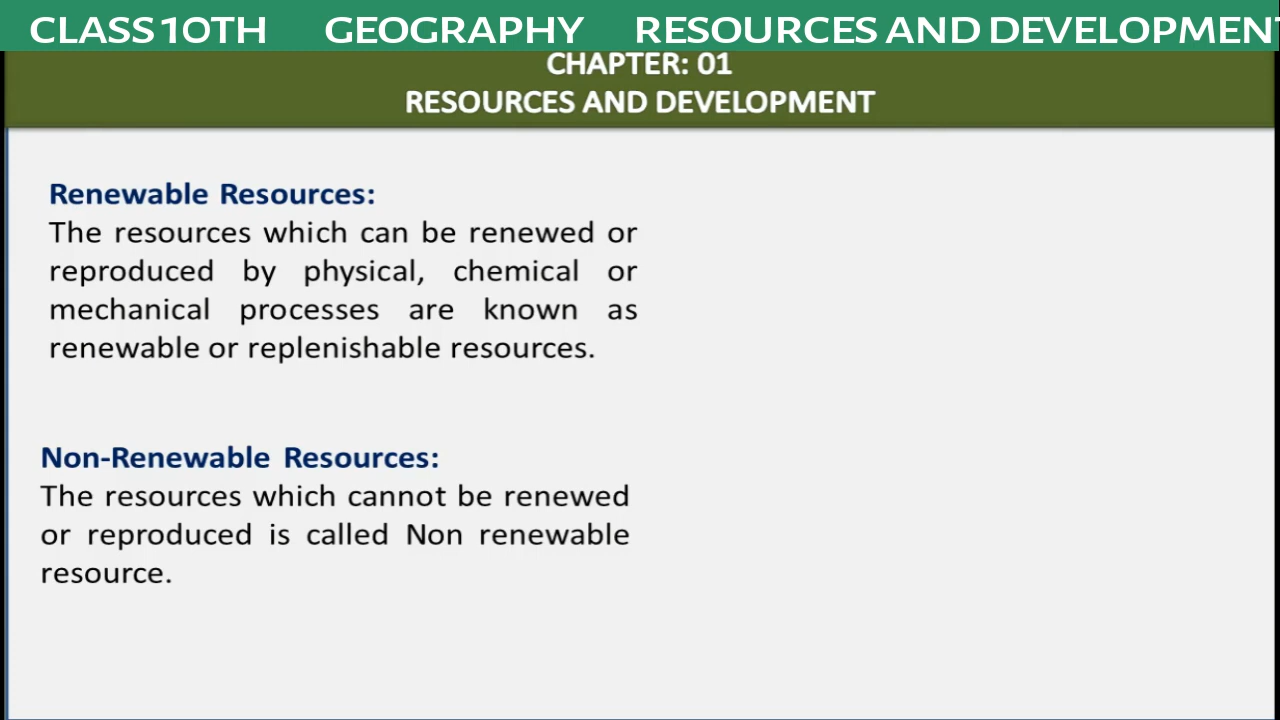 CLASS 10TH GEOGRAPHY RESOURCES AND DEVELOPMENT
CHAPTER: 01
RESOURCES AND DEVELOPMENT
Renewable Resources:
The resources which can be renewed or
reproduced by physical, chemical or
mechanical processes are known as
renewable or replenishable resources.
Non-Renewable Resources:
The resources which cannot be renewed
or reproduced is called Non renewable
resource.